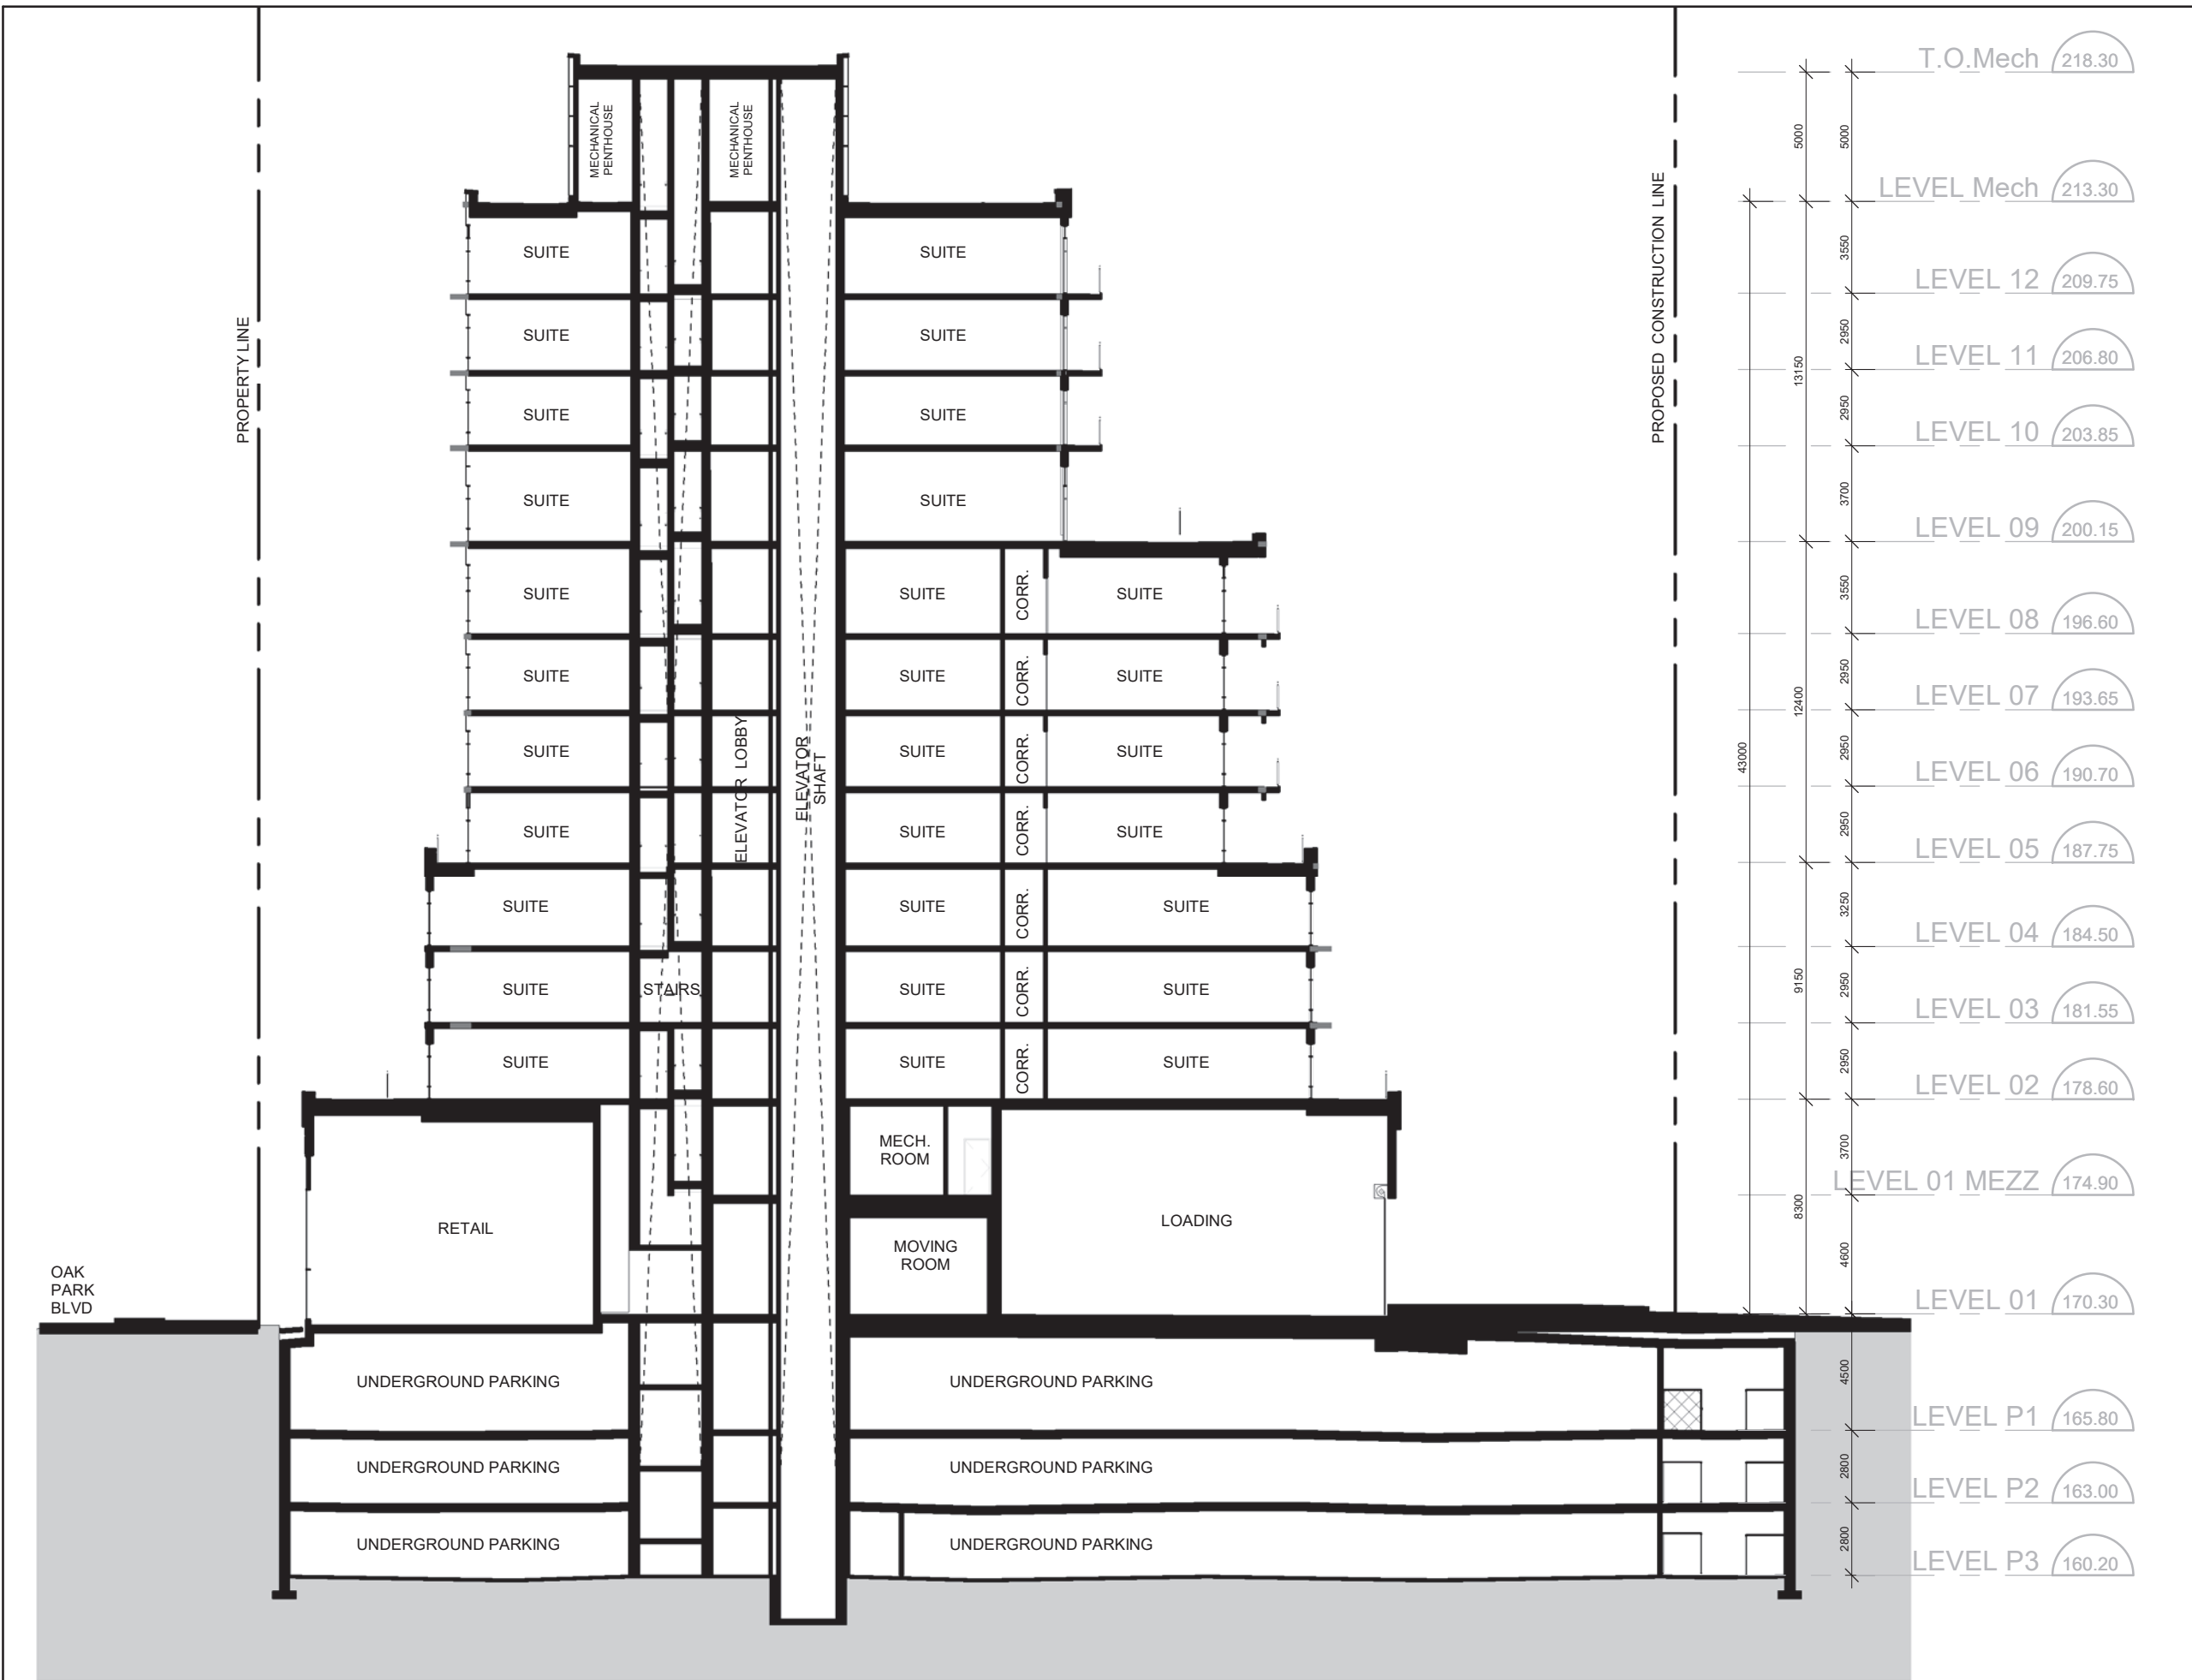 T.O.Mech 218.30
5000 5000
MECHANICAL
PENTHOUSE
MECHANICAL
PENTHOUSE
LEVEL Mech 213.30
PROPERTY LINE
PROPOSED CONSTRUCTION LINE
SUITE SUITE
3550
LEVEL 12 209.75
SUITE SUITE
2950
LEVEL 11 206.80
13150
SUITE SUITE
2950
LEVEL 10 203.85
SUITE SUITE
3700
LEVEL 09 200.15
SUITE SUITE CORR. SUITE
3550
LEVEL 08 196.60
SUITE SUITE CORR. SUITE
2950
LEVEL 07 193.65
12400
SUITE SUITE CORR. SUITE
2950
43000
LEVEL 06 190.70
ELEVATOR LOBBY
ELEVATOR
SHAFT
SUITE SUITE CORR. SUITE
2950
LEVEL 05 187.75
SUITE SUITE CORR. SUITE
3250
LEVEL 04 184.50
SUITE STAIRS SUITE CORR. SUITE
9150 2950
LEVEL 03 181.55
SUITE SUITE CORR. SUITE
2950
LEVEL 02 178.60
MECH.
ROOM
3700
LEVEL 01 MEZZ 174.90
RETAIL
LOADING
8300
MOVING
ROOM
4600
OAK
PARK
BLVD
LEVEL 01 170.30
UNDERGROUND PARKING UNDERGROUND PARKING
4500
LEVEL P1 165.80
UNDERGROUND PARKING UNDERGROUND PARKING
2800
LEVEL P2 163.00
UNDERGROUND PARKING UNDERGROUND PARKING
2800
LEVEL P3 160.20